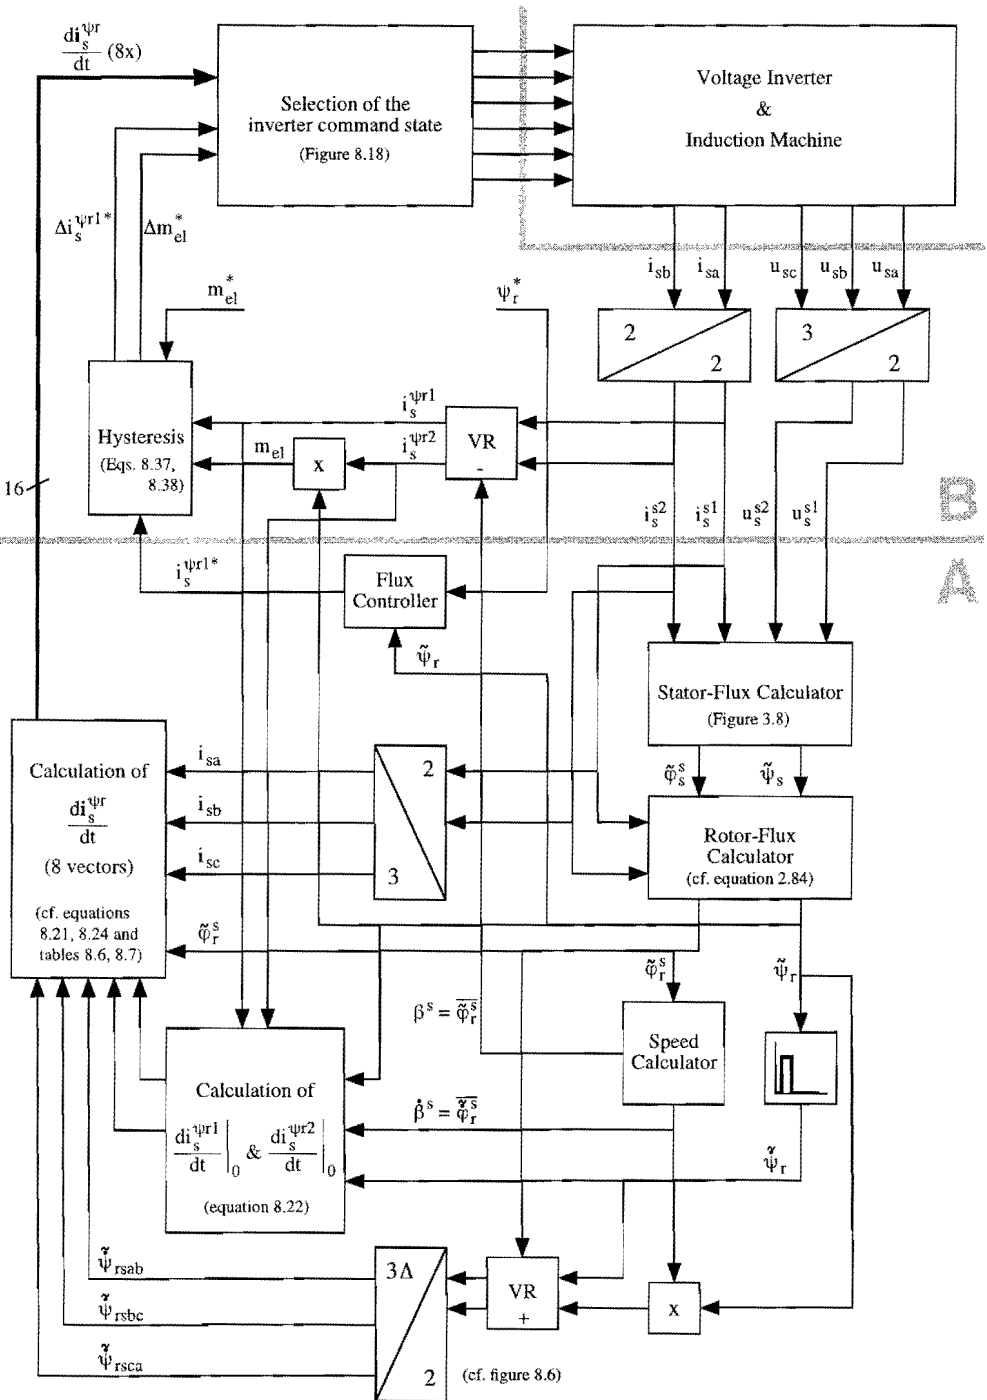 di_s^ψr/dt (8x)
Selection of the
inverter command state
(Figure 8.18)
Voltage Inverter
&
Induction Machine
Δi_s^ψr1*
Δm_el^*
i_sb
i_sa
u_sc
u_sb
u_sa
m_el^*
ψ_r^*
2
2
3
2
Hysteresis
(Eqs. 8.37,
8.38)
i_s^ψr1
i_s^ψr2
m_el
x
VR
-
16
i_s^s2
i_s^s1
u_s^s2
u_s^s1
B
A
i_s^ψr1*
Flux
Controller
ψ̃_r
Stator-Flux Calculator
(Figure 3.8)
φ̃_s^s
ψ̃_s
Calculation of
di_s^ψr/dt
(8 vectors)
(cf. equations
8.21, 8.24 and
tables 8.6, 8.7)
i_sa
i_sb
i_sc
2
3
Rotor-Flux
Calculator
(cf. equation 2.84)
φ̃_r^s
φ̃_r^s
ψ̃_r
β^s = φ̃_r^s
Speed
Calculator
Calculation of
di_s^ψr1/dt|_0 & di_s^ψr2/dt|_0
(equation 8.22)
β̇^s = φ̃̇_r^s
ψ̃̇_r
ψ̃̇_rsab
ψ̃̇_rsbc
ψ̃̇_rsca
3Δ
2
VR
+
x
(cf. figure 8.6)